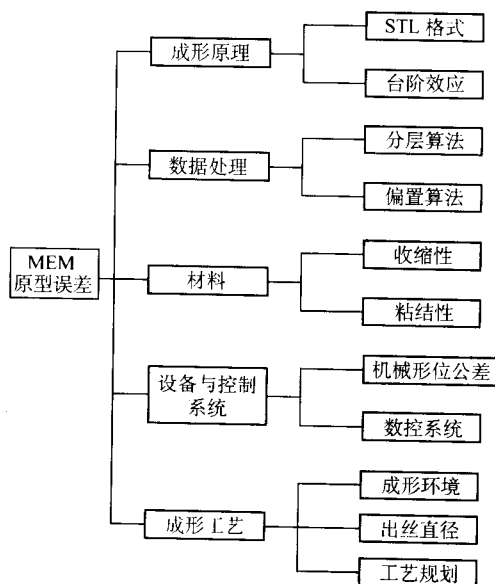 MEM
原型误差
成形原理
STL 格式
台阶效应
数据处理
分层算法
偏置算法
材料
收缩性
粘结性
设备与控制
系统
机械形位公差
数控系统
成形工艺
成形环境
出丝直径
工艺规划